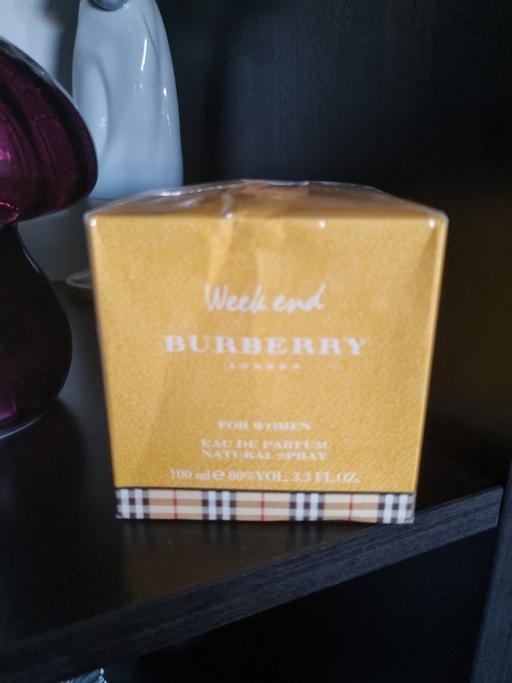 Week end
BURBERRY
LONDON
FOR WOMEN
EAU DE PARFUM
NATURAL SPRAY
100 ml ℮ 80% VOL. 3.3 FL.OZ.